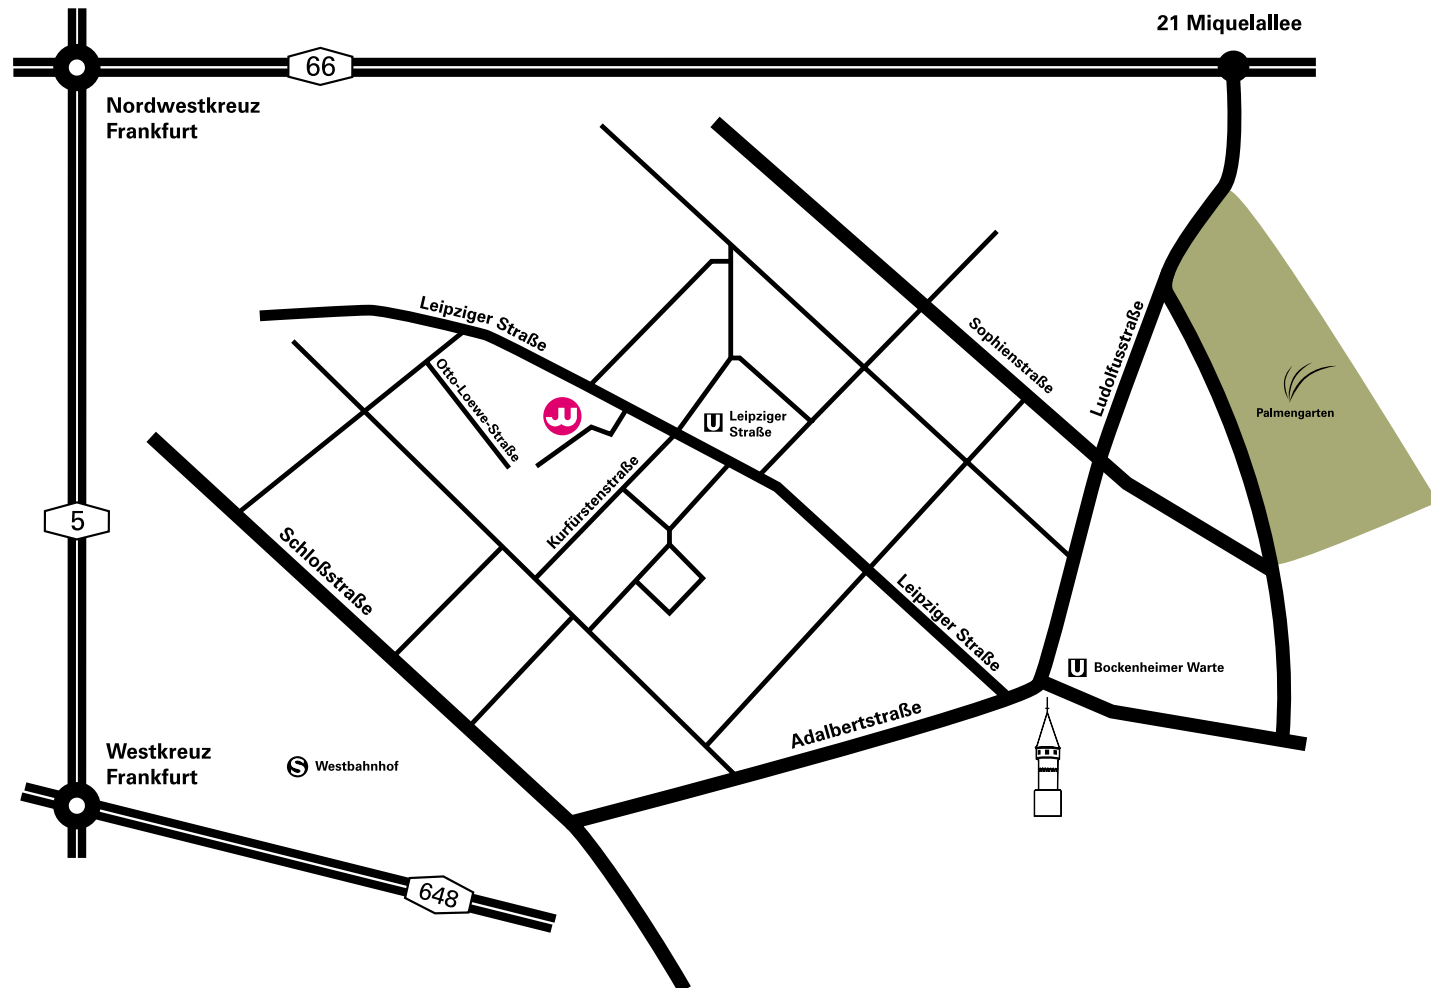 21 Miquelallee
66
Nordwestkreuz
Frankfurt
Leipziger Straße
Sophienstraße
Ludolfusstraße
Otto-Loewe-Straße
JJ
U Leipziger
Straße
Palmengarten
Kurfürstenstraße
5
Schloßstraße
Leipziger Straße
U Bockenheimer Warte
Adalbertstraße
Westkreuz
Frankfurt
S Westbahnhof
648